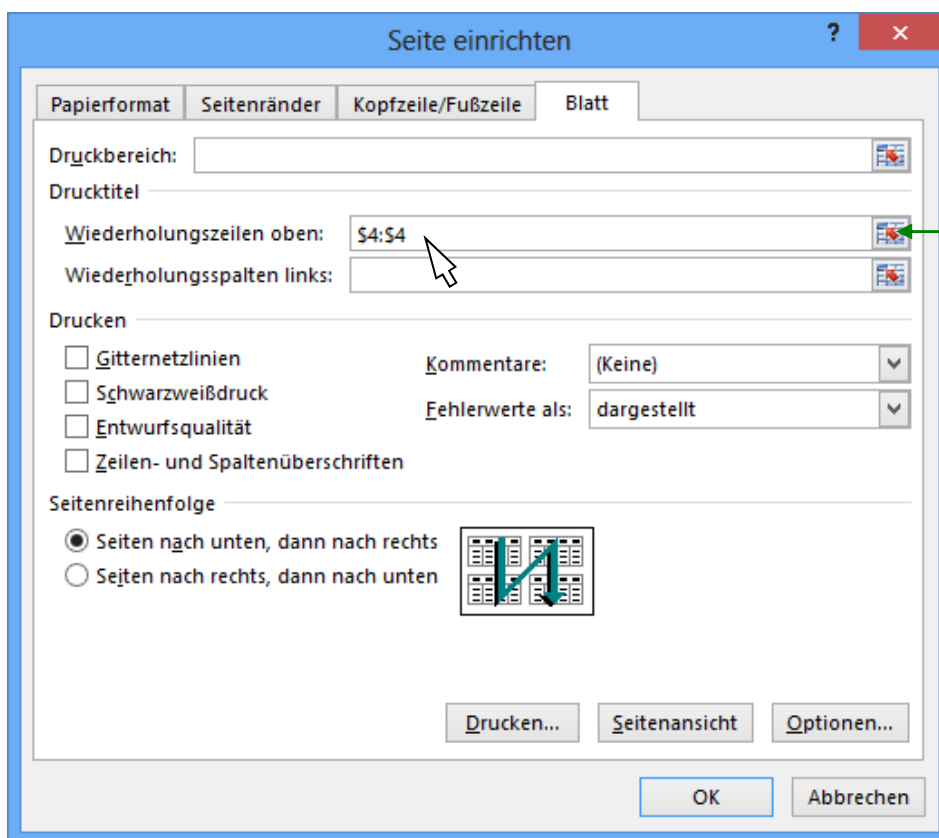 Seite einrichten ?
Papierformat Seitenränder Kopfzeile/Fußzeile Blatt
Druckbereich:
Drucktitel
Wiederholungszeilen oben: $4:$4
Wiederholungsspalten links:
Drucken
Gitternetzlinien Kommentare: (Keine)
Schwarzweißdruck
Fehlerwerte als: dargestellt
Entwurfsqualität
Zeilen- und Spaltenüberschriften
Seitenreihenfolge
Seiten nach unten, dann nach rechts
Seiten nach rechts, dann nach unten
Drucken... Seitenansicht Optionen...
OK Abbrechen